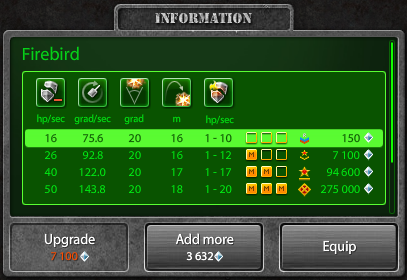 INFORMATION
Firebird
hp/sec grad/sec grad m hp/sec
16 75.6 20 16 1 - 10 150
26 92.8 20 16 1 - 12 M 7 100
40 122.0 20 17 1 - 17 M M 94 600
50 143.8 20 18 1 - 20 M M M 275 000
Upgrade Add more Equip
7 100 3 632